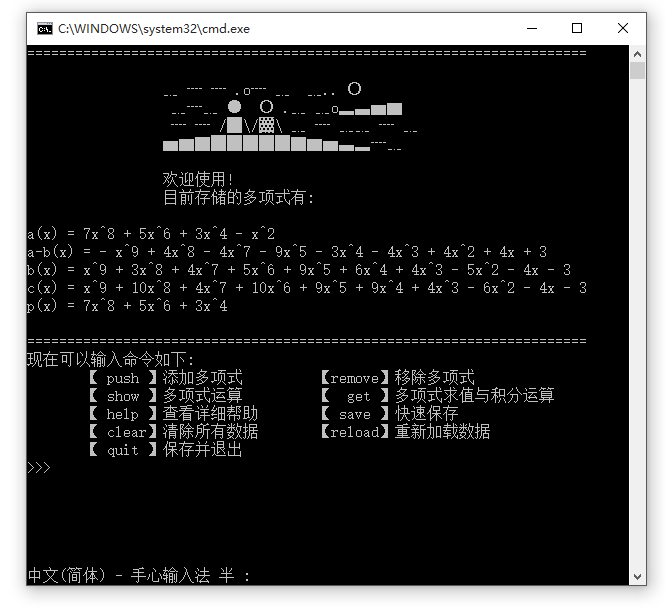 C:\WINDOWS\system32\cmd.exe
欢迎使用!
目前存储的多项式有:
a(x) = 7x^8 + 5x^6 + 3x^4 - x^2
a-b(x) = - x^9 + 4x^8 - 4x^7 - 9x^5 - 3x^4 - 4x^3 + 4x^2 + 4x + 3
b(x) = x^9 + 3x^8 + 4x^7 + 5x^6 + 9x^5 + 6x^4 + 4x^3 - 5x^2 - 4x - 3
c(x) = x^9 + 10x^8 + 4x^7 + 10x^6 + 9x^5 + 9x^4 + 4x^3 - 6x^2 - 4x - 3
p(x) = 7x^8 + 5x^6 + 3x^4
现在可以输入命令如下:
【 push 】添加多项式 【remove】移除多项式
【 show 】多项式运算 【 get 】多项式求值与积分运算
【 help 】查看详细帮助 【 save 】快速保存
【 clear】清除所有数据 【reload】重新加载数据
【 quit 】保存并退出
>>>
中文(简体) - 手心输入法 半 :